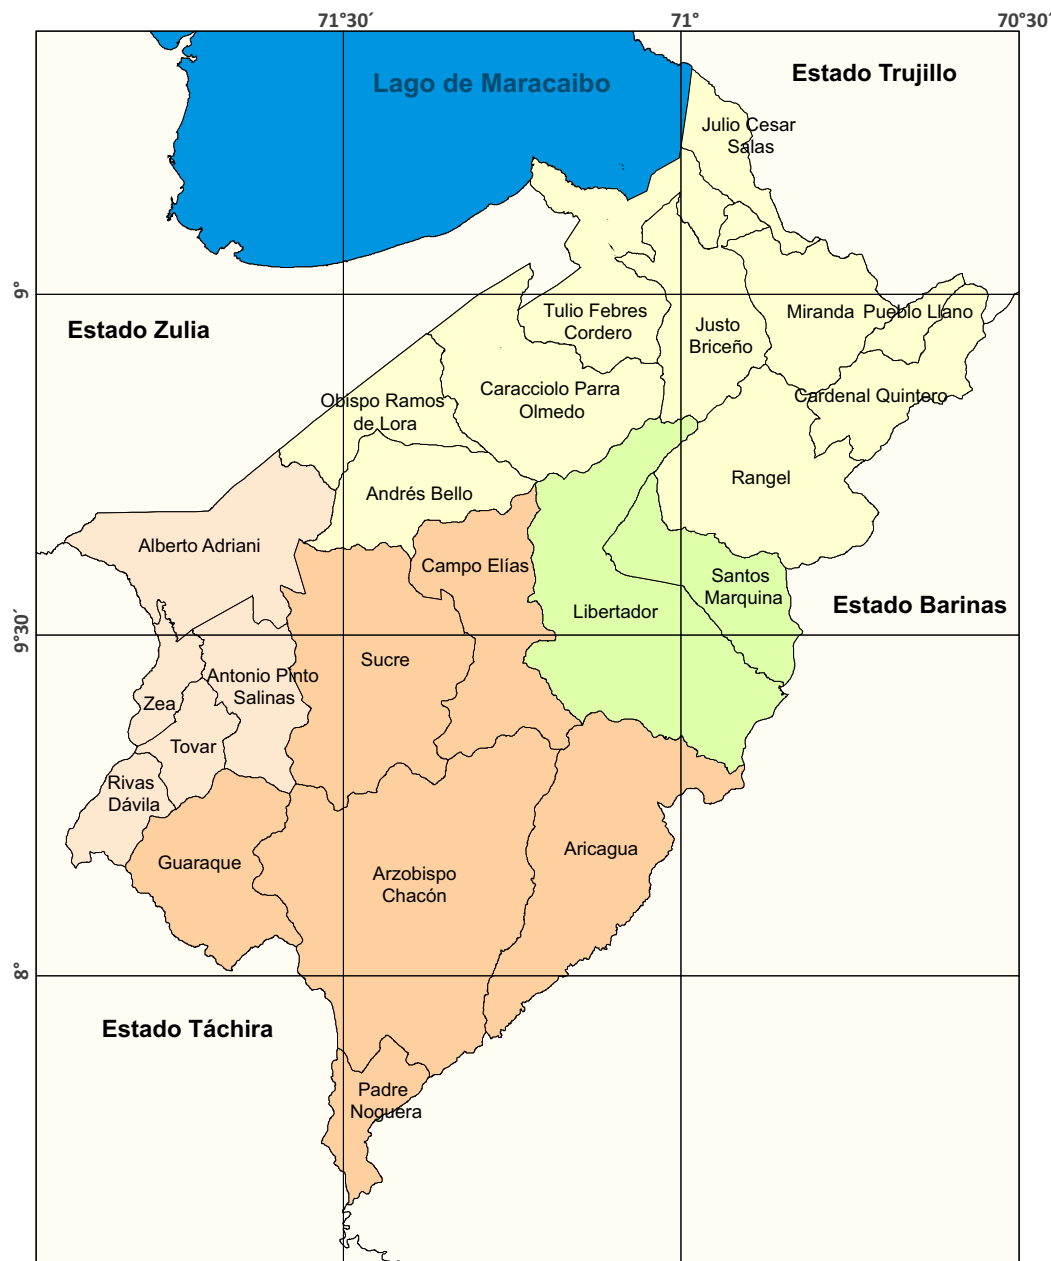 71°30´
71°
70°30´
Lago de Maracaibo
Estado Trujillo
Julio Cesar
Salas
9°
Estado Zulia
Tulio Febres
Cordero
Justo
Briceño
Miranda
Pueblo Llano
Caracciolo Parra
Olmedo
Cardenal Quintero
Obispo Ramos
de Lora
Andrés Bello
Rangel
Alberto Adriani
Campo Elías
Santos
Marquina
Libertador
Estado Barinas
9°30´
Sucre
Antonio Pinto
Salinas
Zea
Tovar
Rivas
Dávila
Guaraque
Arzobispo
Chacón
Aricagua
8°
Estado Táchira
Padre
Noguera